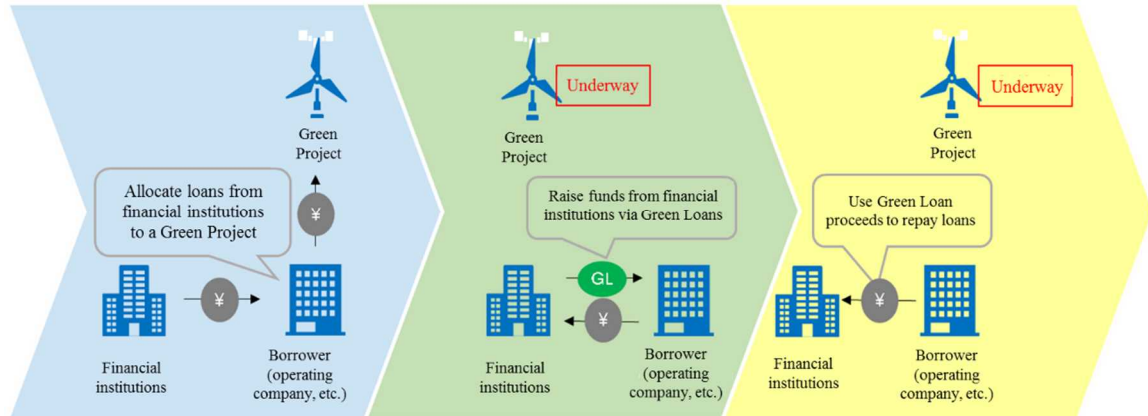 Green
Project
Allocate loans from
financial institutions
to a Green Project
¥
¥
Financial
institutions
Borrower
(operating
company, etc.)
Underway
Green
Project
Raise funds from financial
institutions via Green Loans
GL
¥
Financial
institutions
Borrower
(operating
company, etc.)
Underway
Green
Project
Use Green Loan
proceeds to repay loans
¥
Financial
institutions
Borrower
(operating
company, etc.)